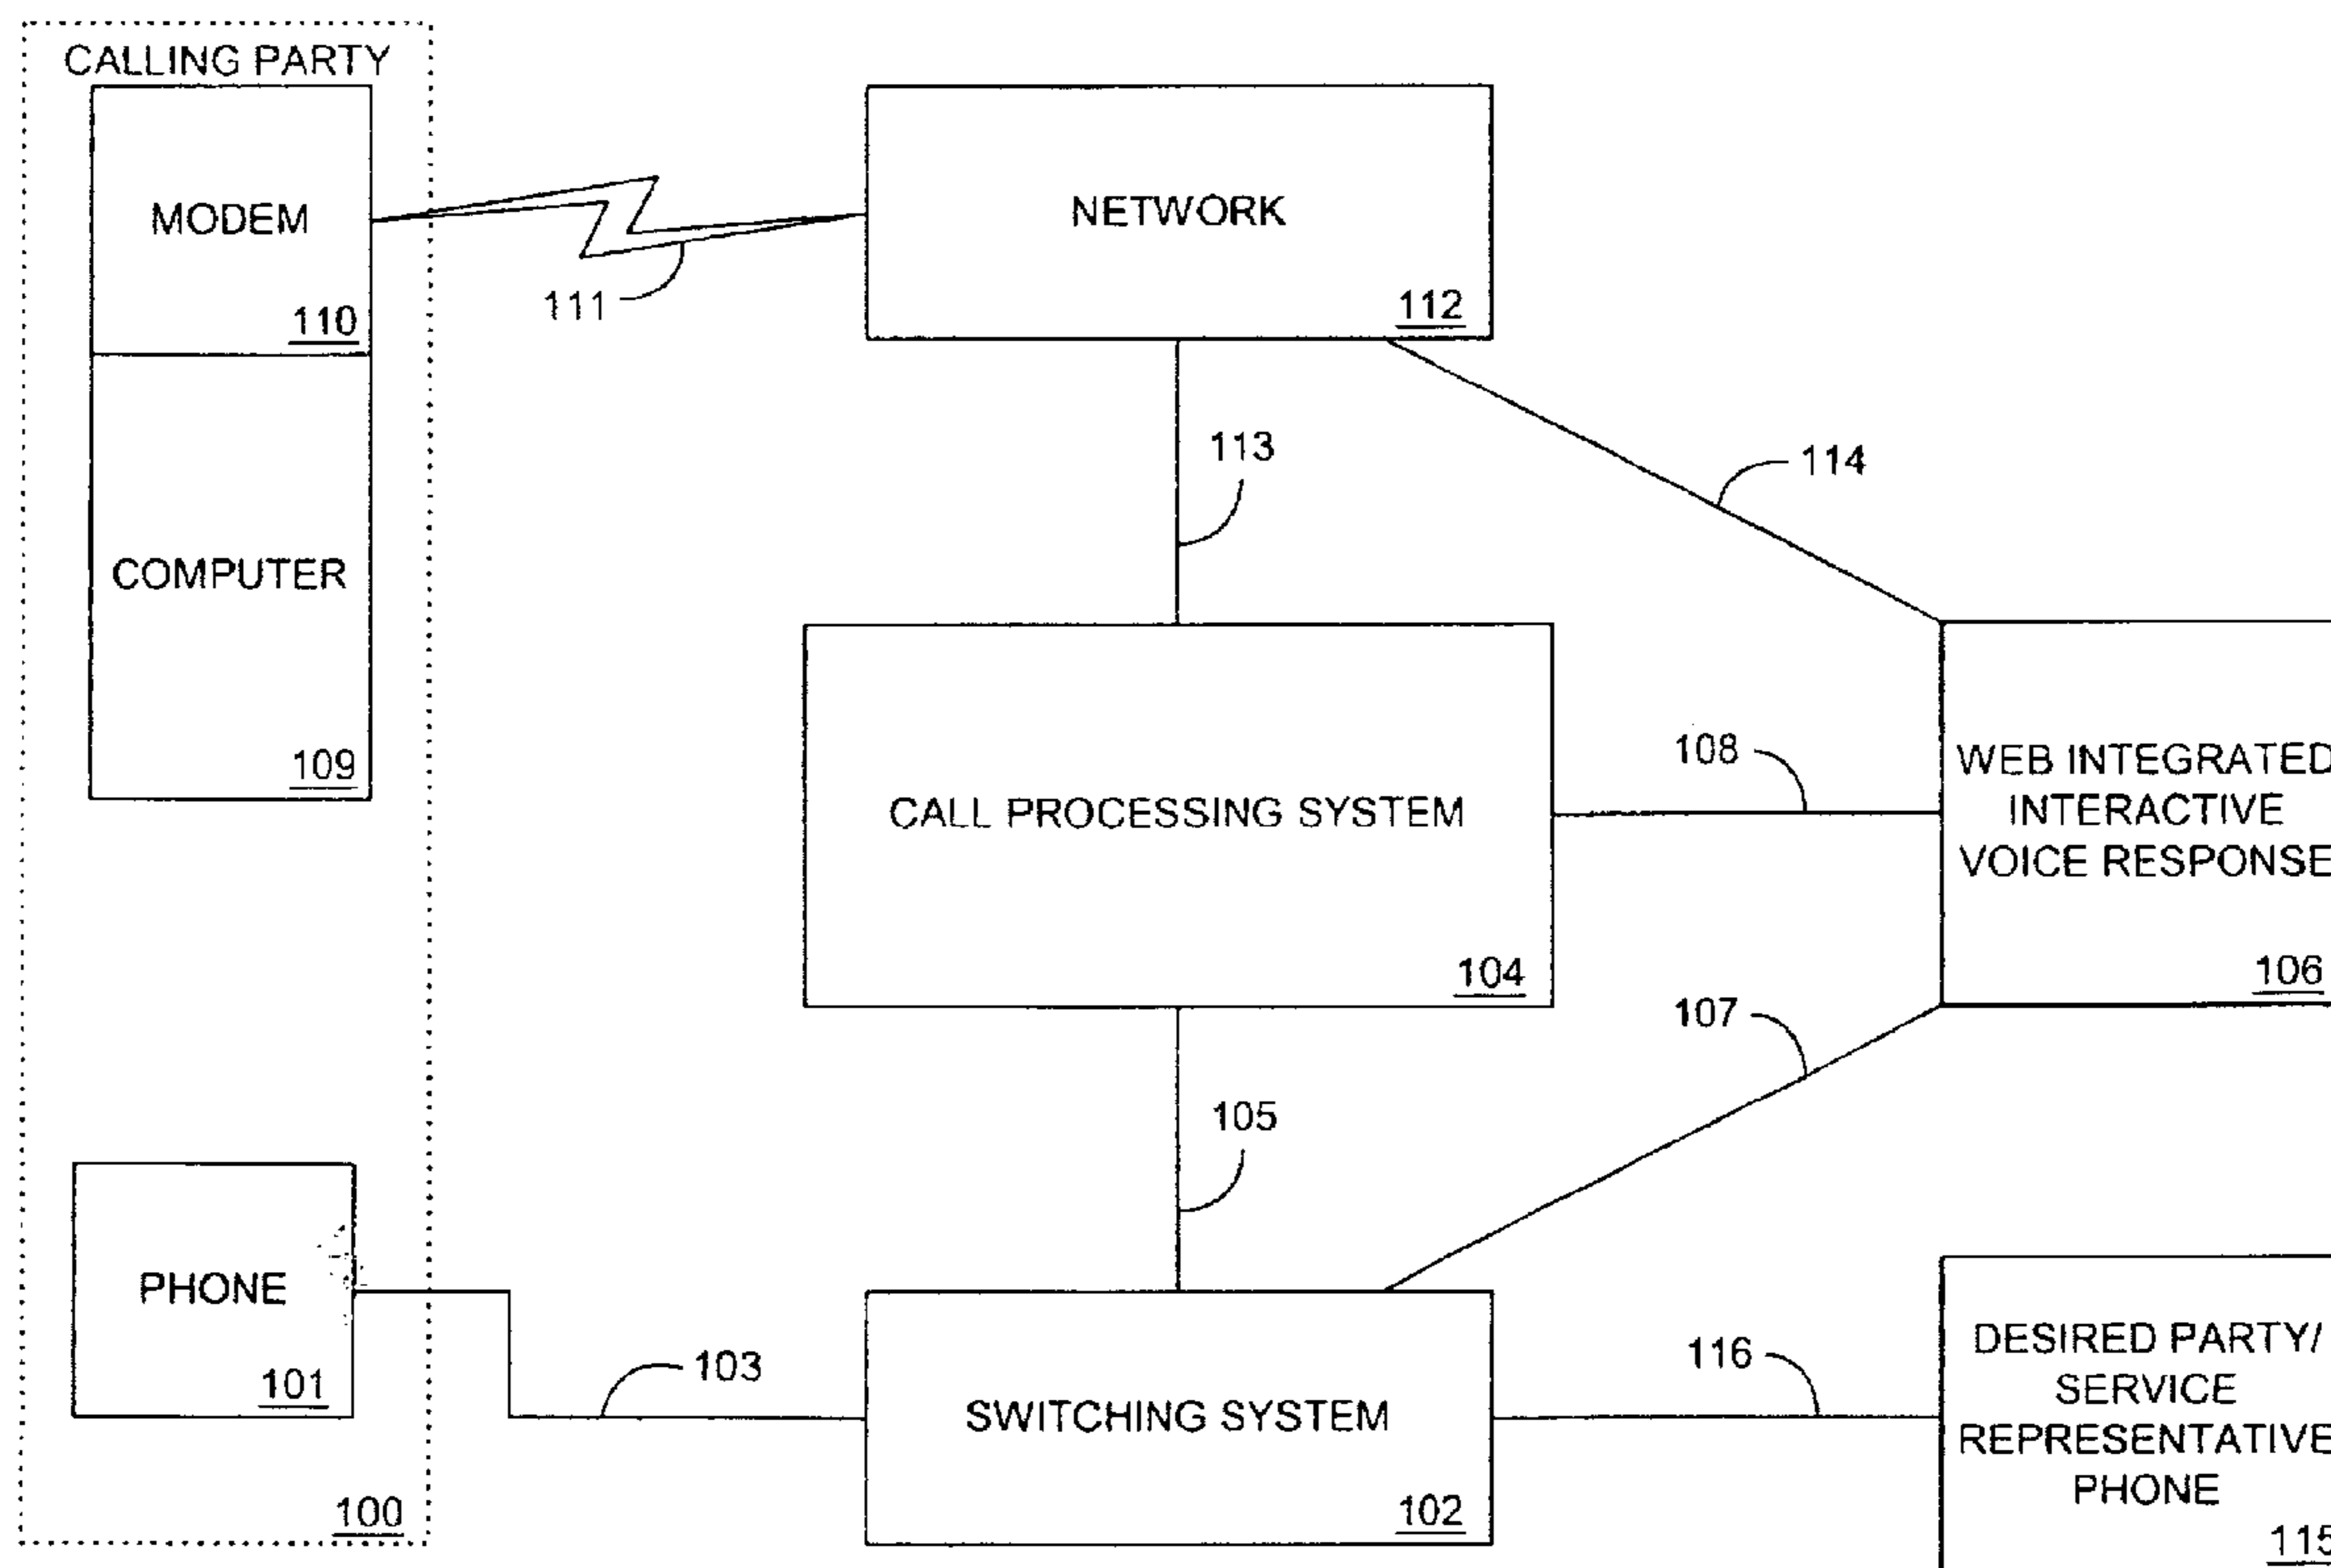 CALLING PARTY
MODEM
110
COMPUTER
109
PHONE
101
100
111
NETWORK
112
113
114
CALL PROCESSING SYSTEM
104
108
WEB INTEGRATED
INTERACTIVE
VOICE RESPONSE
106
107
105
103
SWITCHING SYSTEM
102
116
DESIRED PARTY/
SERVICE
REPRESENTATIVE
PHONE
115